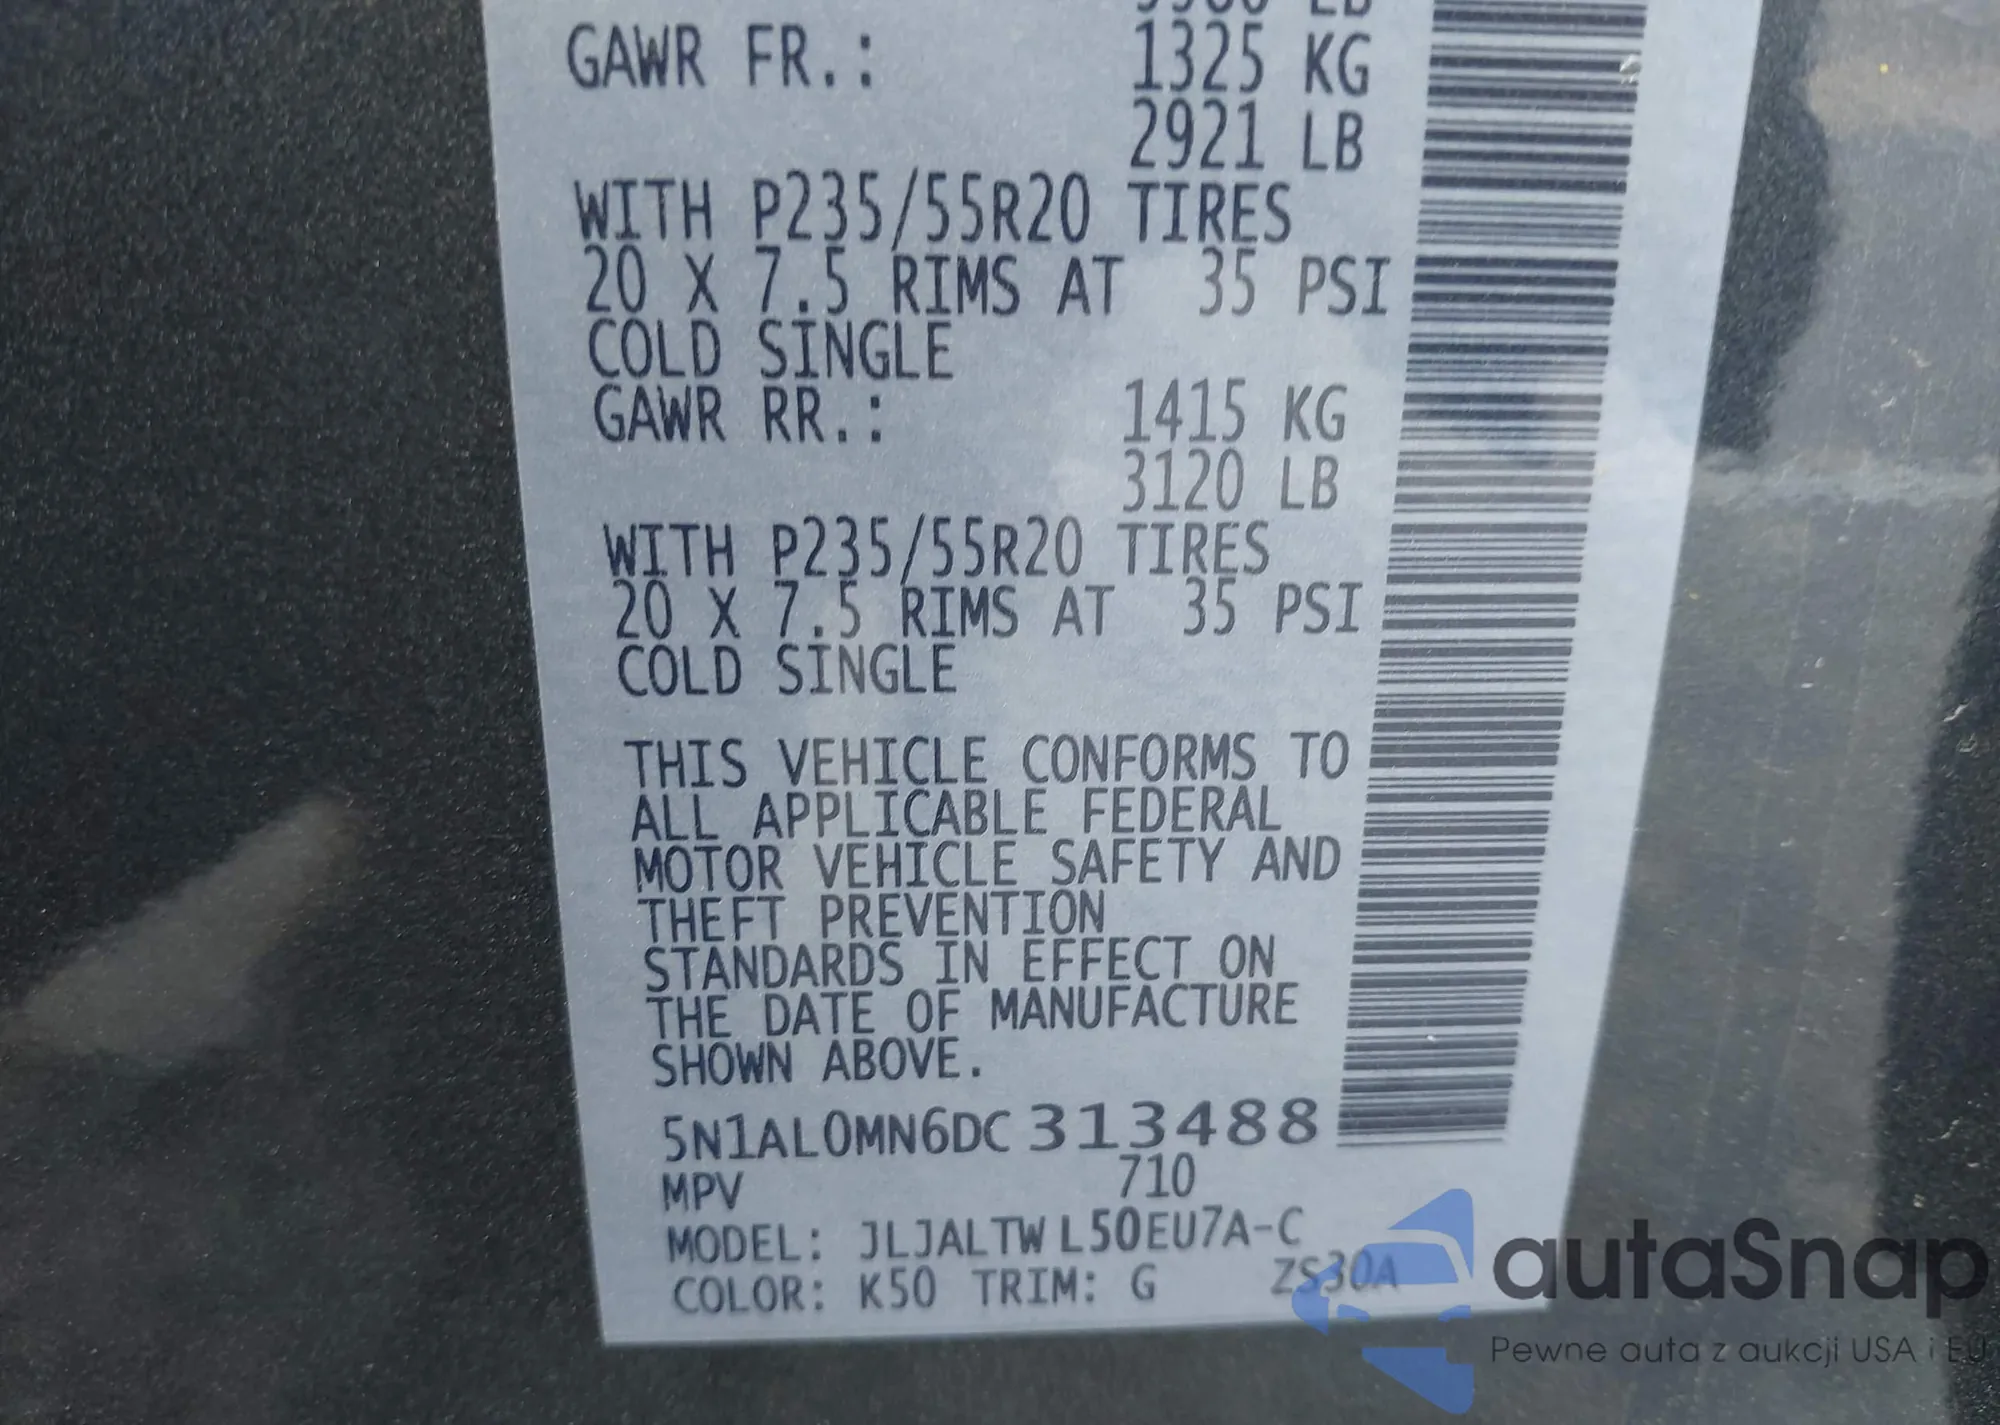 GAWR FR.: 1325 KG
2921 LB
WITH P235/55R20 TIRES
20 X 7.5 RIMS AT 35 PSI
COLD SINGLE
GAWR RR.: 1415 KG
3120 LB
WITH P235/55R20 TIRES
20 X 7.5 RIMS AT 35 PSI
COLD SINGLE
THIS VEHICLE CONFORMS TO
ALL APPLICABLE FEDERAL
MOTOR VEHICLE SAFETY AND
THEFT PREVENTION
STANDARDS IN EFFECT ON
THE DATE OF MANUFACTURE
SHOWN ABOVE.
5N1AL0MN6DC313488
MPV 710
MODEL: JLJALTWL50EU7A-C
COLOR: K50 TRIM: G ZS30A
autaSnap
Pewne auta z aukcji USA i EU